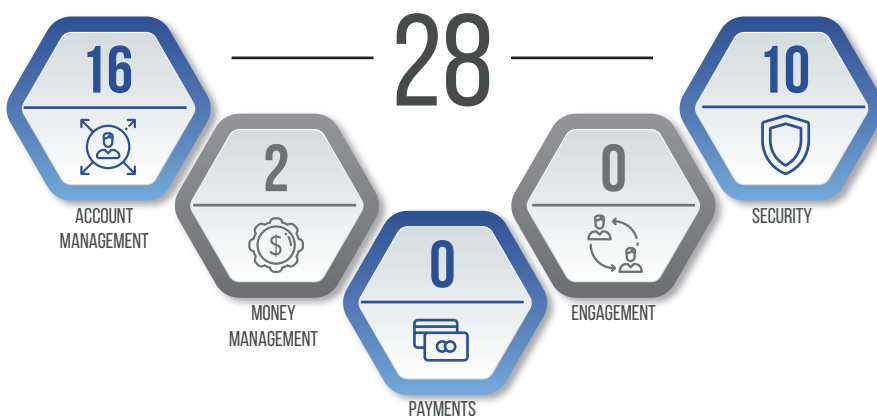 28
16
ACCOUNT
MANAGEMENT
2
$
MONEY
MANAGEMENT
0
PAYMENTS
0
ENGAGEMENT
10
SECURITY